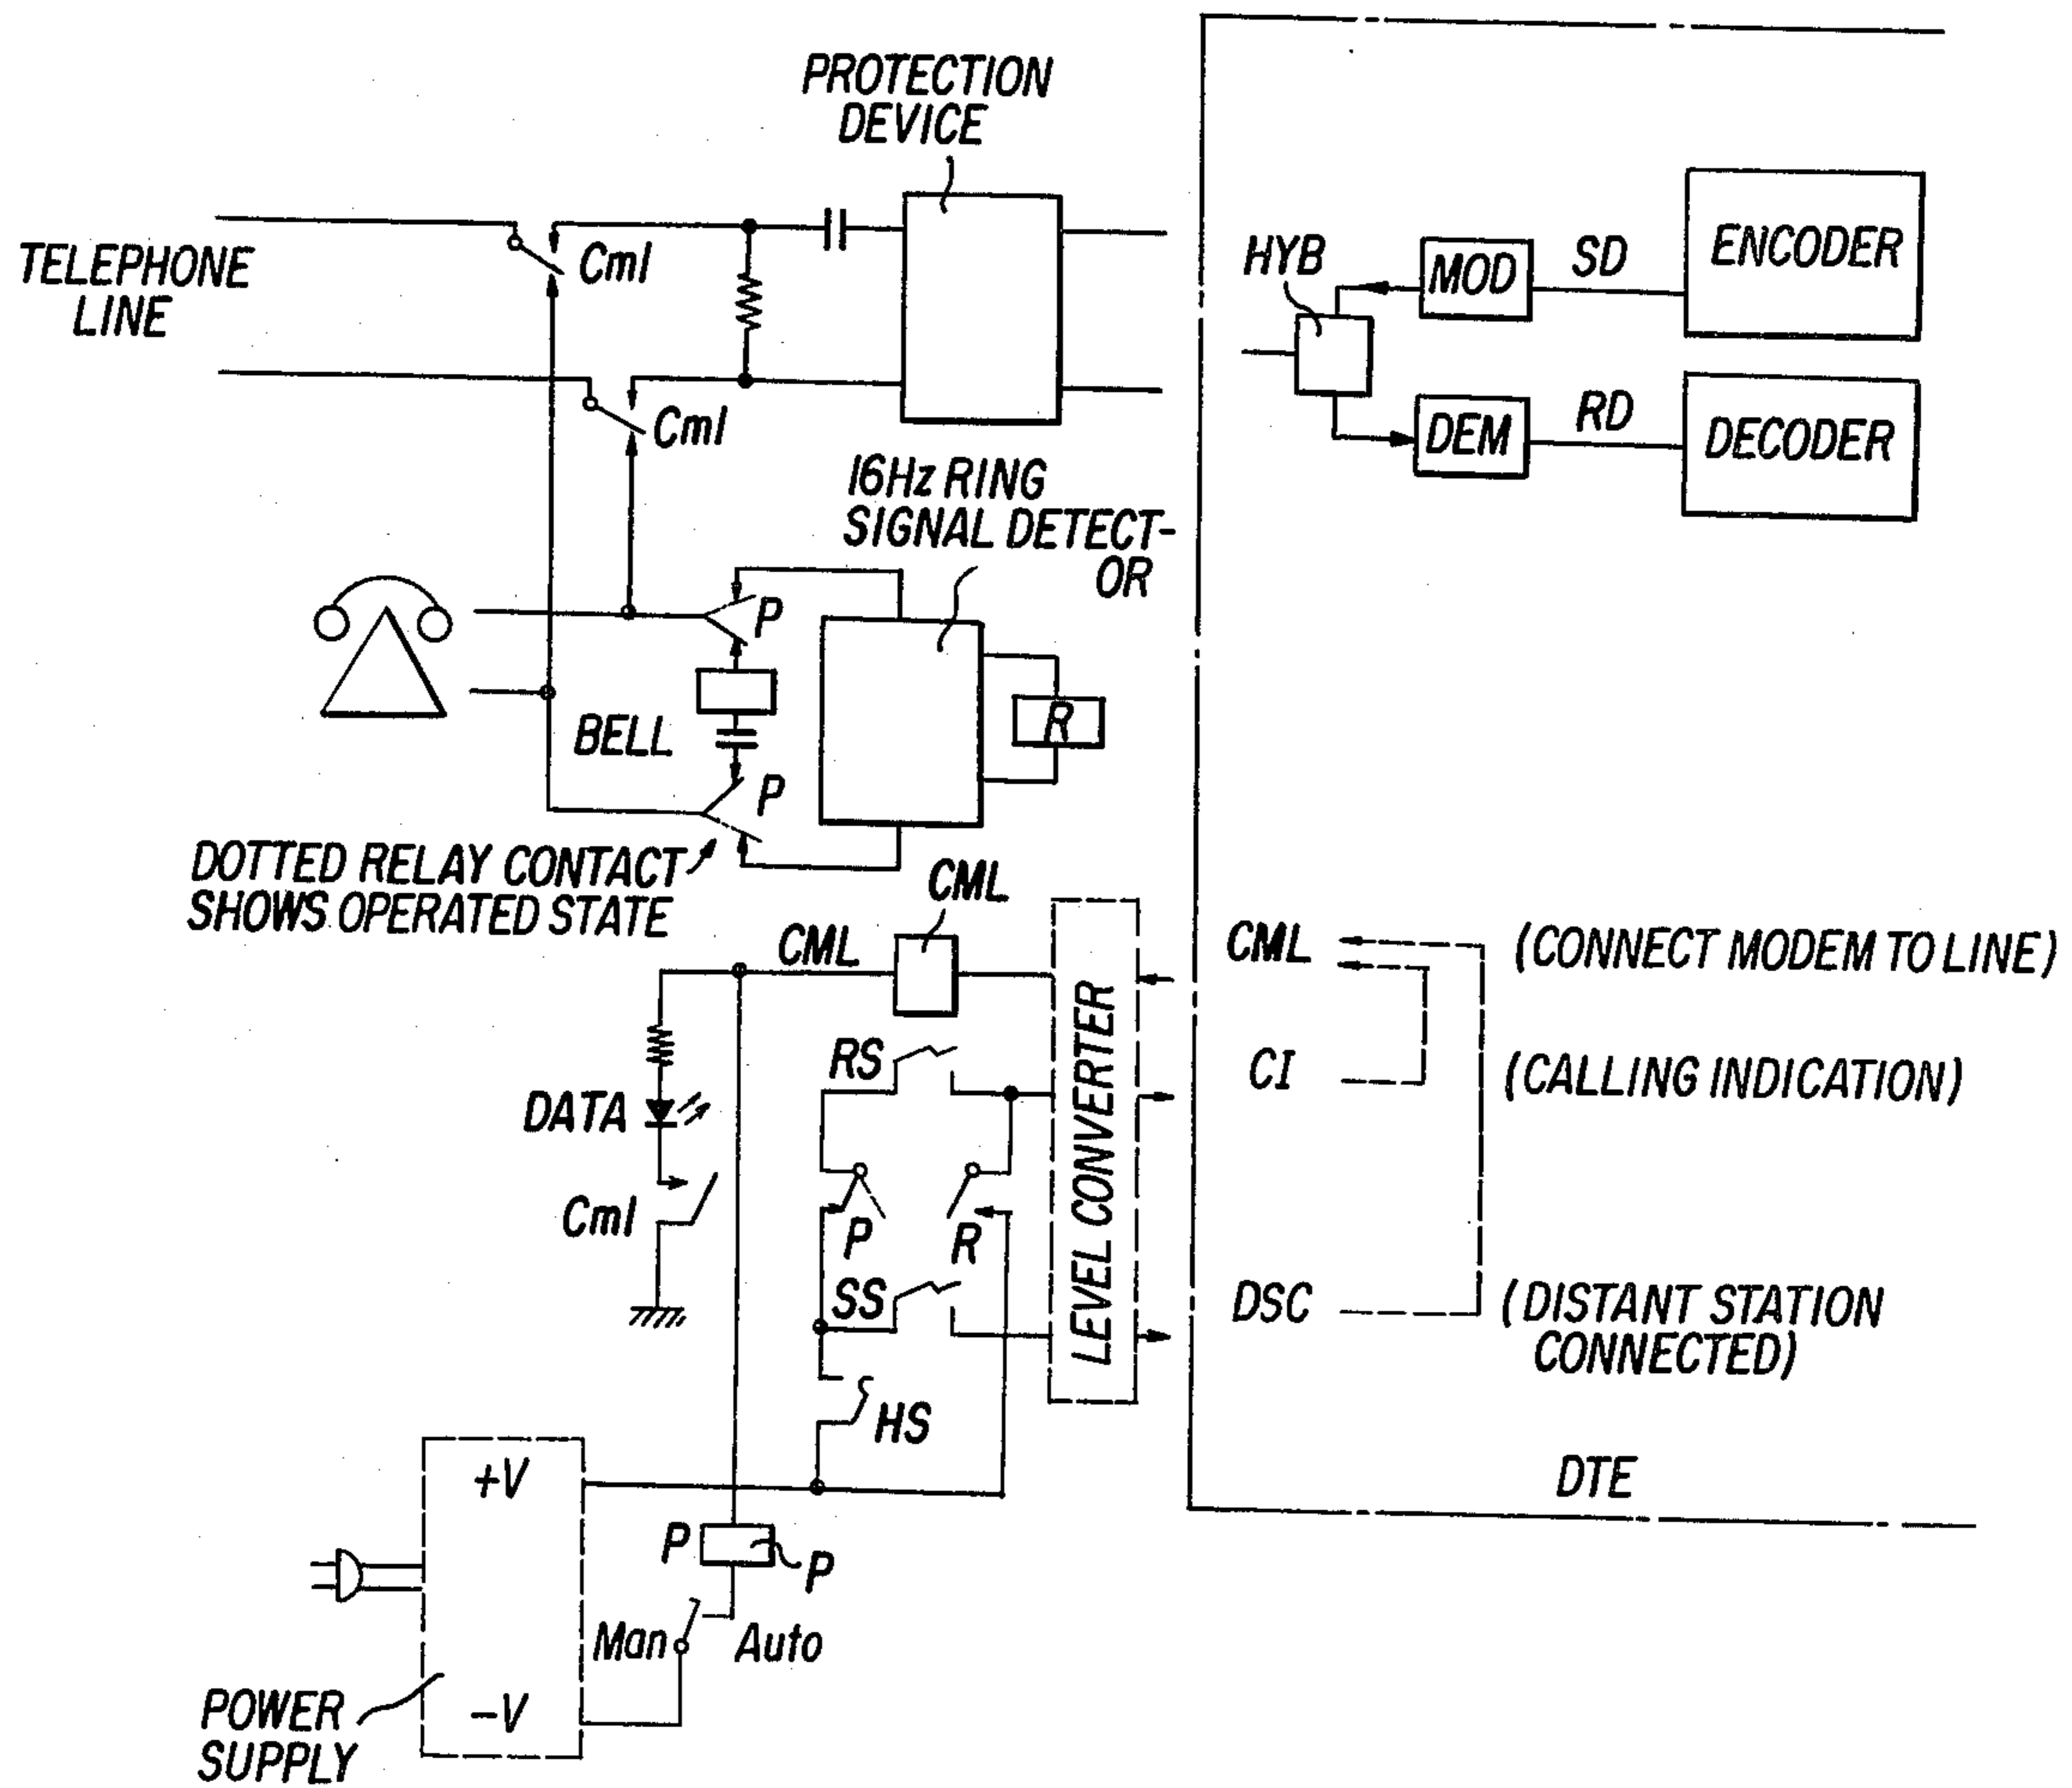 PROTECTION
DEVICE
TELEPHONE
LINE
Cml
Cml
HYB
MOD
SD
ENCODER
DEM
RD
DECODER
16Hz RING
SIGNAL DETECT-
OR
P
BELL
R
P
DOTTED RELAY CONTACT
SHOWS OPERATED STATE
CML
CML
CML
(CONNECT MODEM TO LINE)
RS
CI
(CALLING INDICATION)
DATA
LEVEL CONVERTER
Cml
P
R
SS
DSC
(DISTANT STATION
CONNECTED)
HS
+V
DTE
P
P
Man
Auto
-V
POWER
SUPPLY